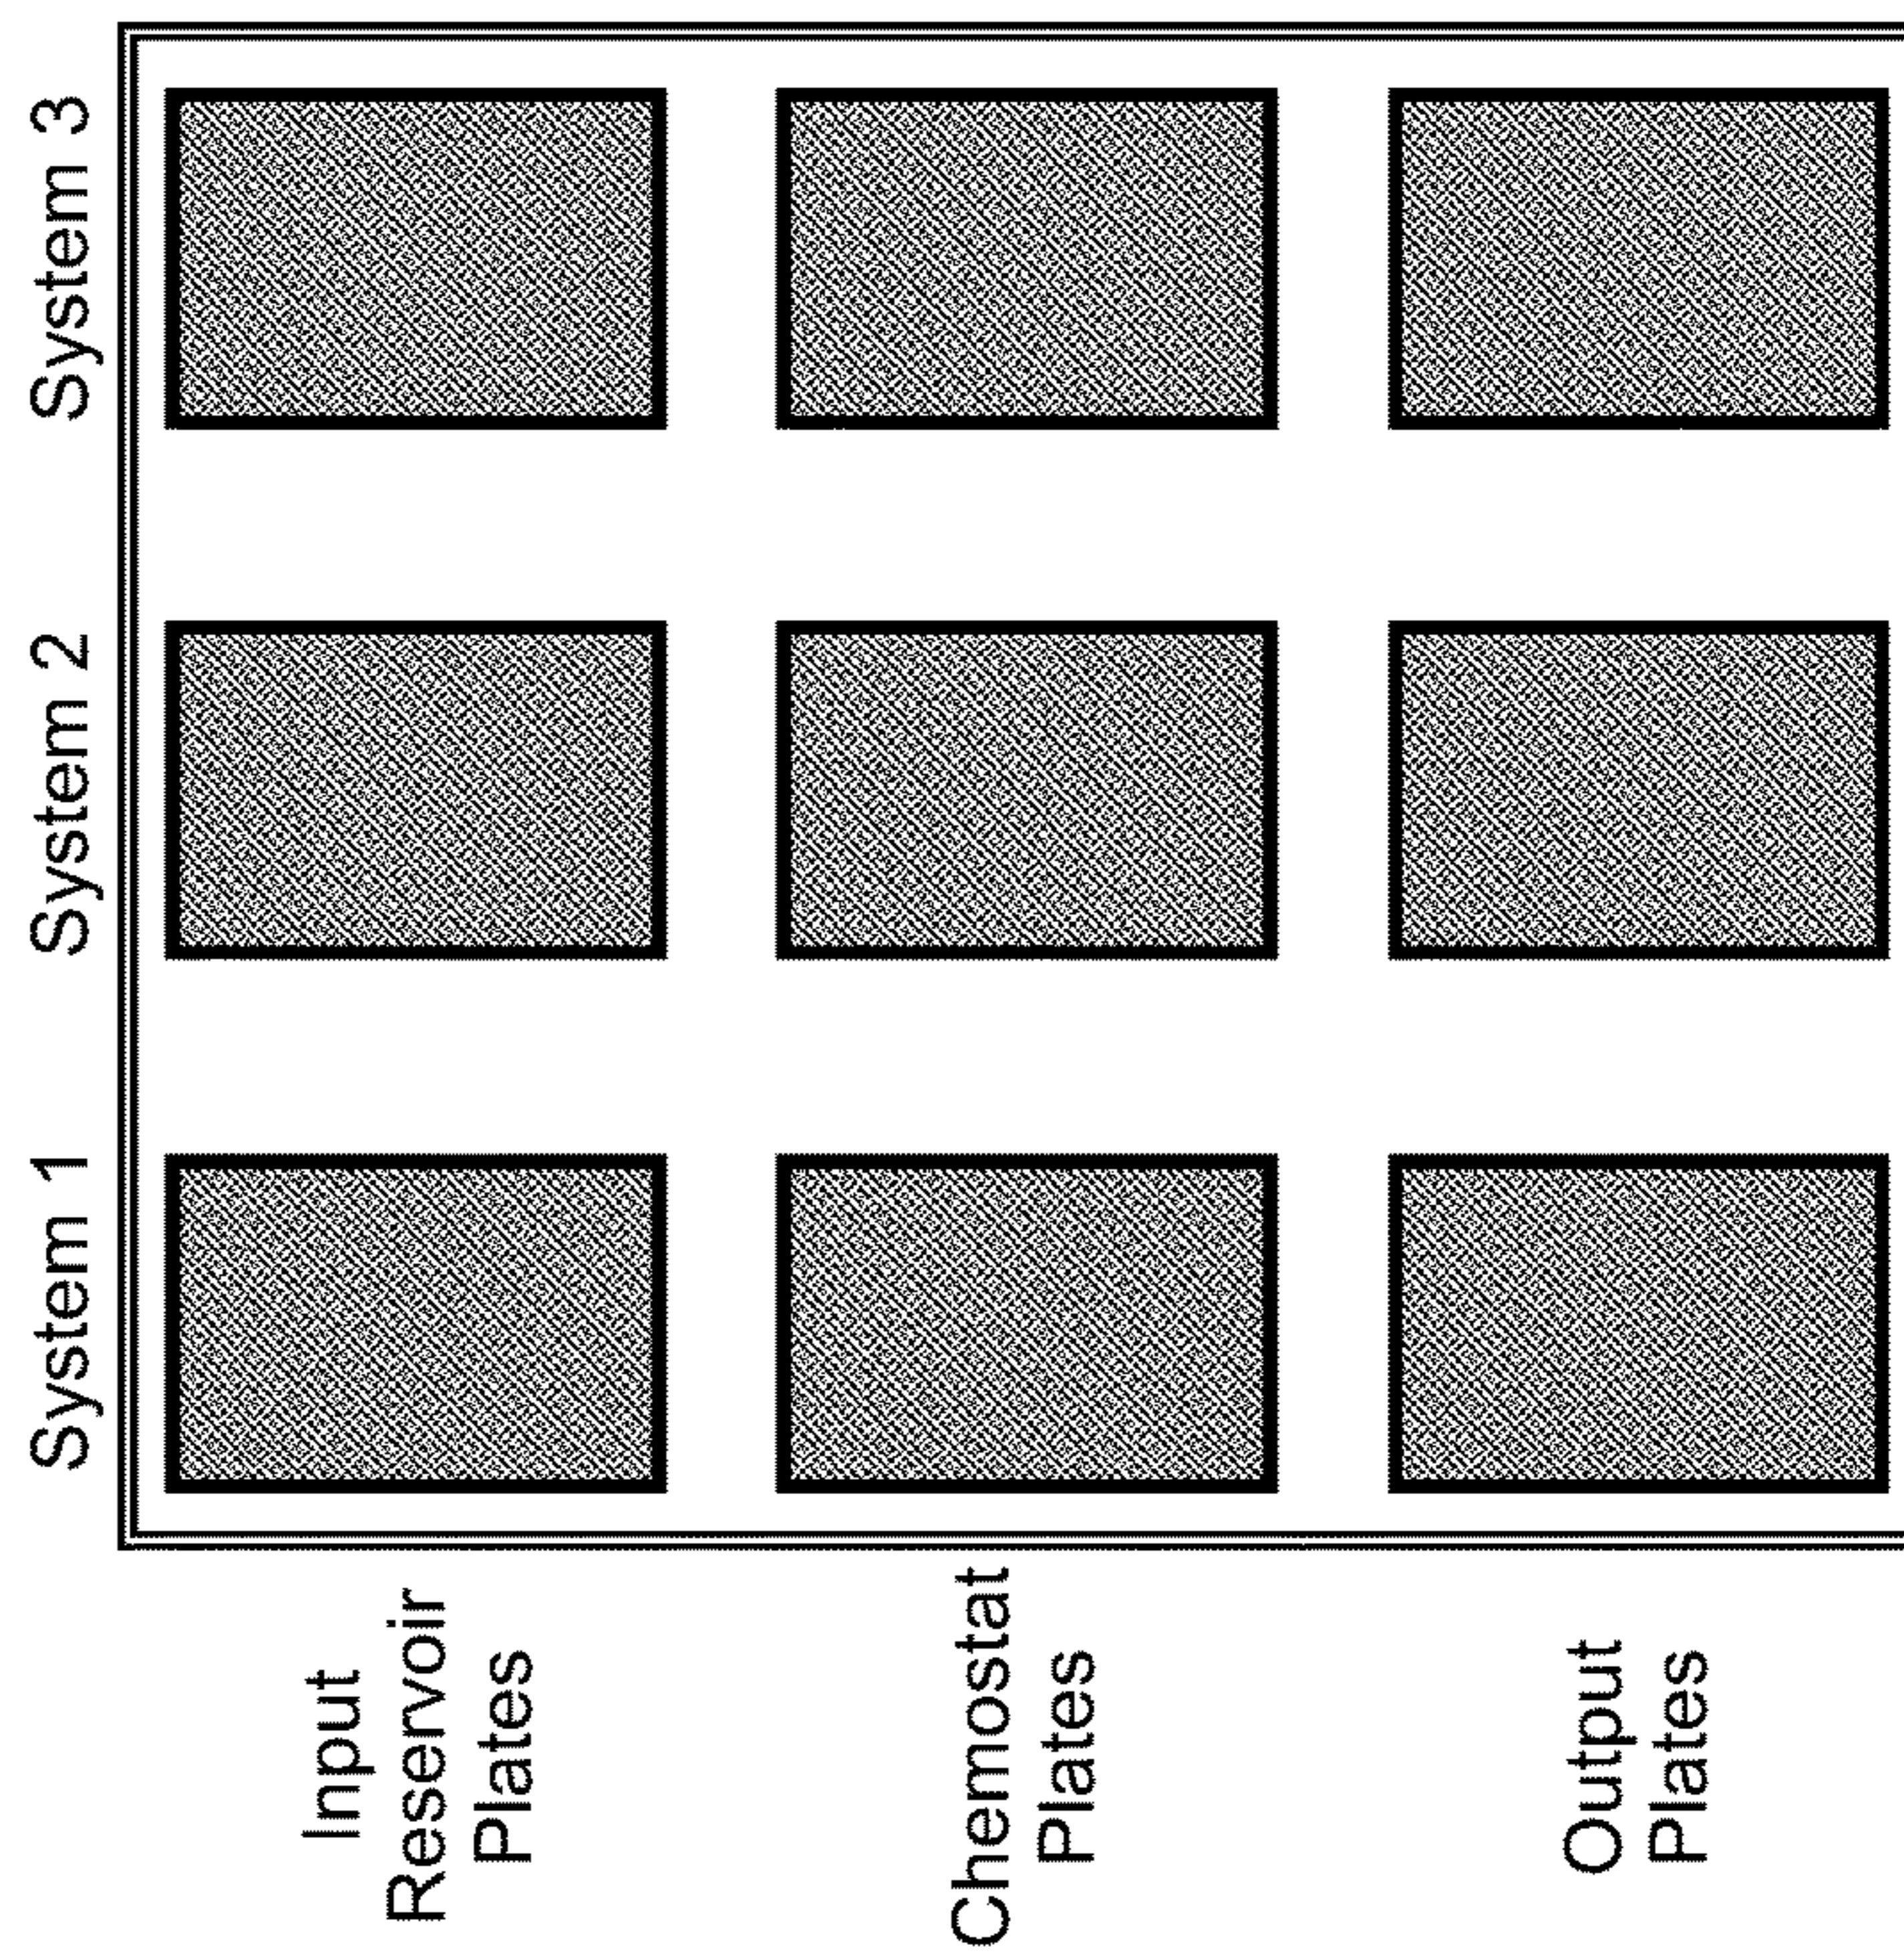 System 1
System 2
System 3
Input
Reservoir
Plates
Chemostat
Plates
Output
Plates